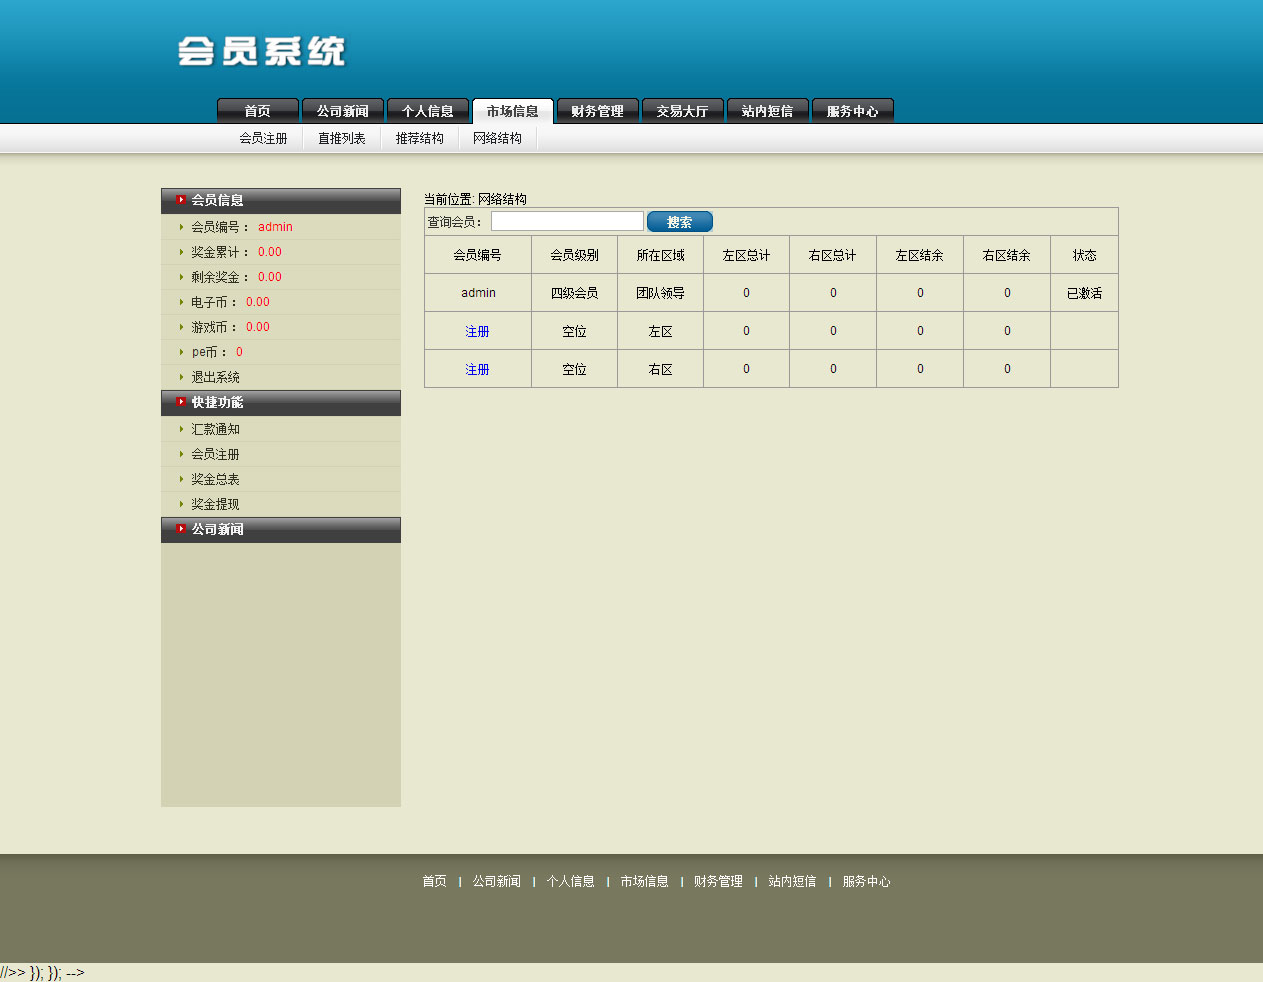 会员系统
首页 公司新闻 个人信息 市场信息 财务管理 交易大厅 站内短信 服务中心
会员注册 直推列表 推荐结构 网络结构
会员信息
会员编号： admin
奖金累计： 0.00
剩余奖金： 0.00
电子币： 0.00
游戏币： 0.00
pe币： 0
退出系统
快捷功能
汇款通知
会员注册
奖金总表
奖金提现
公司新闻
当前位置: 网络结构
查询会员： 搜索
会员编号 会员级别 所在区域 左区总计 右区总计 左区结余 右区结余 状态
admin 四级会员 团队领导 0 0 0 0 已激活
注册 空位 左区 0 0 0 0
注册 空位 右区 0 0 0 0
首页 | 公司新闻 | 个人信息 | 市场信息 | 财务管理 | 站内短信 | 服务中心
//>> }); }); -->